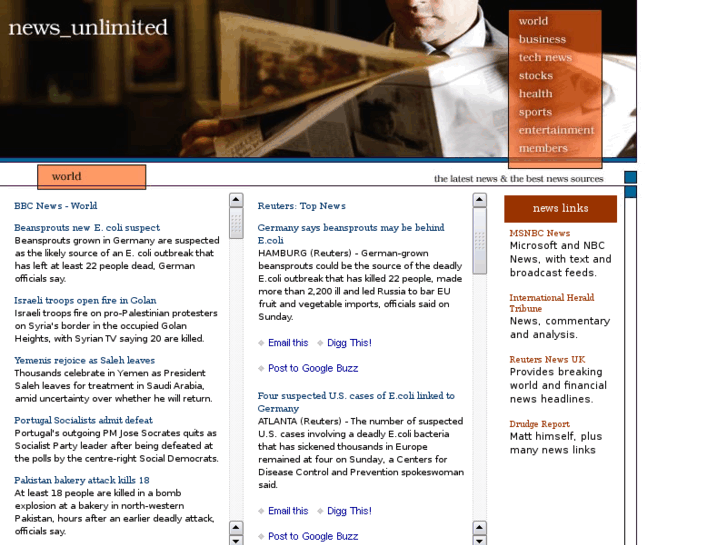 news_unlimited
world
business
tech news
stocks
health
sports
entertainment
members
world
the latest news & the best news sources
BBC News - World
Beansprouts new E. coli suspect
Beansprouts grown in Germany are suspected
as the likely source of an E. coli outbreak that
has left at least 22 people dead, German
officials say.
Israeli troops open fire in Golan
Israeli troops fire on pro-Palestinian protesters
on Syria's border in the occupied Golan
Heights, with Syrian TV saying 20 are killed.
Yemenis rejoice as Saleh leaves
Thousands celebrate in Yemen as President
Saleh leaves for treatment in Saudi Arabia,
amid uncertainty over whether he will return.
Portugal Socialists admit defeat
Portugal's outgoing PM Jose Socrates quits as
Socialist Party leader after being defeated at
the polls by the centre-right Social Democrats.
Pakistan bakery attack kills 18
At least 18 people are killed in a bomb
explosion at a bakery in north-western
Pakistan, hours after an earlier deadly attack,
officials say.
Reuters: Top News
Germany says beansprouts may be behind
E.coli
HAMBURG (Reuters) - German-grown
beansprouts could be the source of the deadly
E.coli outbreak that has killed 22 people, made
more than 2,200 ill and led Russia to bar EU
fruit and vegetable imports, officials said on
Sunday.
Email this Digg This!
Post to Google Buzz
Four suspected U.S. cases of E.coli linked to
Germany
ATLANTA (Reuters) - The number of suspected
U.S. cases involving a deadly E.coli bacteria
that has sickened thousands in Europe
remained at four on Sunday, a Centers for
Disease Control and Prevention spokeswoman
said.
Email this Digg This!
Post to Google Buzz
news links
MSNBC News
Microsoft and NBC
News, with text and
broadcast feeds.
International Herald
Tribune
News, commentary
and analysis.
Reuters News UK
Provides breaking
world and financial
news headlines.
Drudge Report
Matt himself, plus
many news links